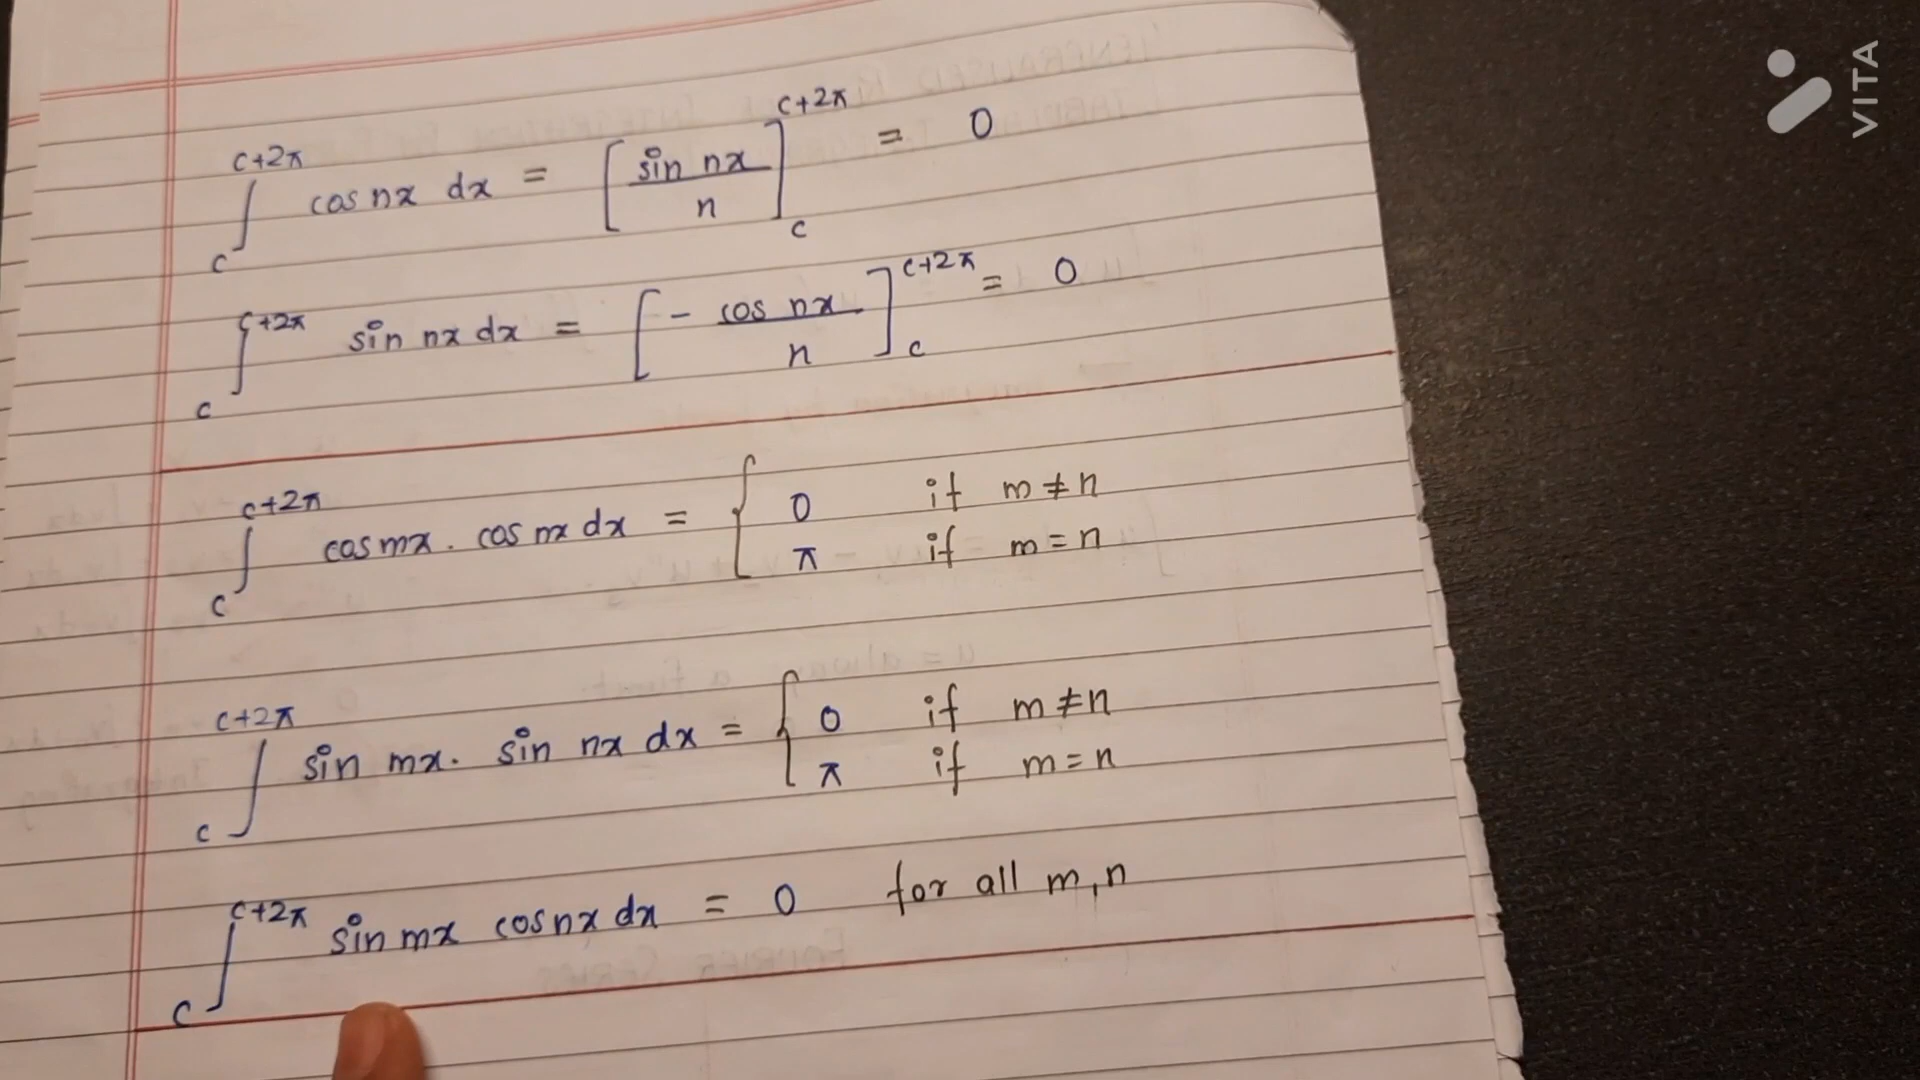 ∫_c^{c+2π} cos nx dx = [sin nx / n]_c^{c+2π} = 0
∫_c^{c+2π} sin nx dx = [- cos nx / n]_c^{c+2π} = 0
∫_c^{c+2π} cos mx . cos nx dx = { 0 if m ≠ n
π if m = n
∫_c^{c+2π} sin mx . sin nx dx = { 0 if m ≠ n
π if m = n
∫_c^{c+2π} sin mx cos nx dx = 0 for all m, n
VITA